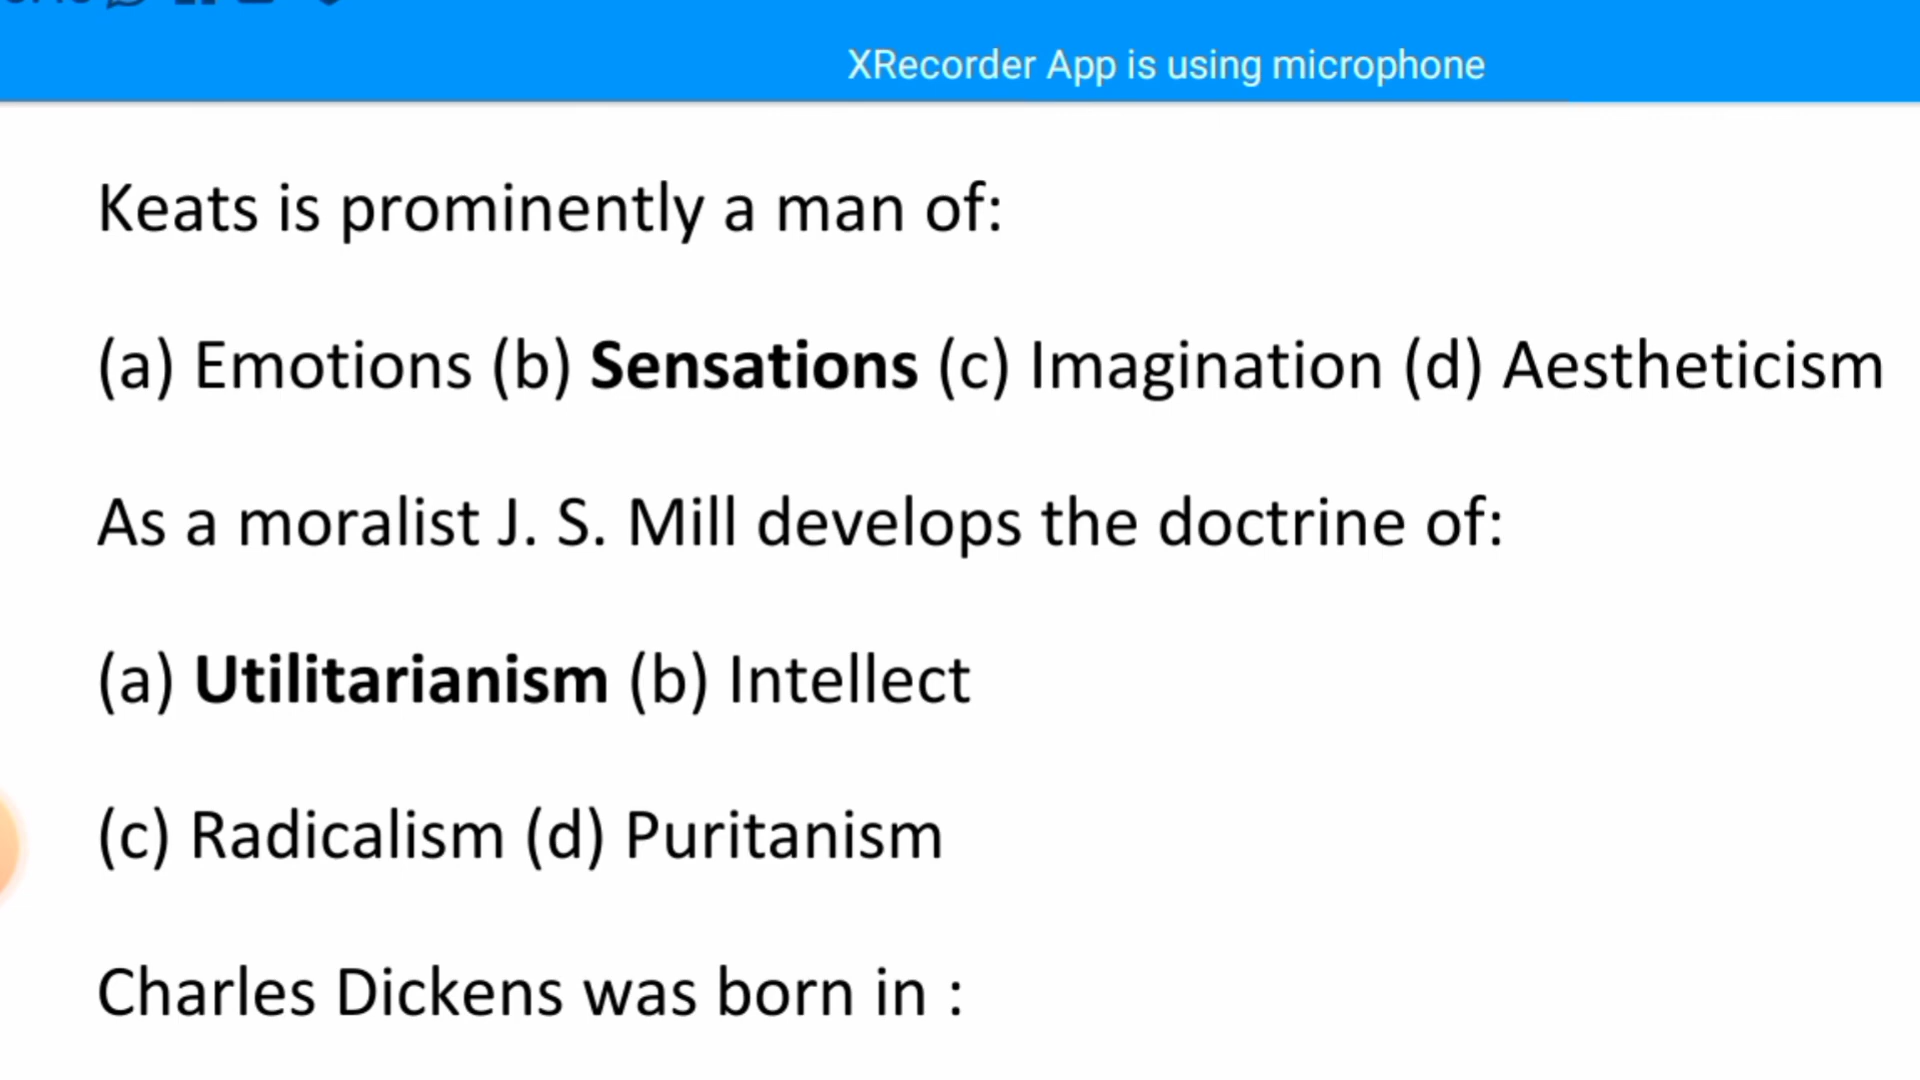 XRecorder App is using microphone
Keats is prominently a man of:
(a) Emotions (b) Sensations (c) Imagination (d) Aestheticism
As a moralist J. S. Mill develops the doctrine of:
(a) Utilitarianism (b) Intellect
(c) Radicalism (d) Puritanism
Charles Dickens was born in :